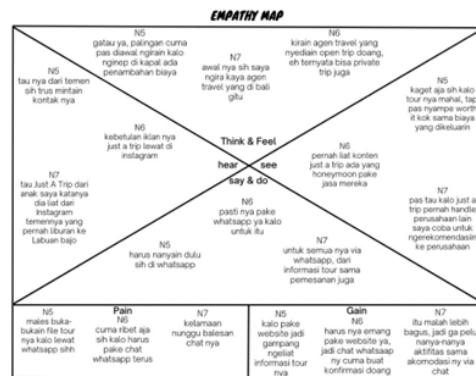 EMPATHY MAP
N5
gatau ya, palingan cuma
pas diawal ngirain kalo
nginep di kapal ada
penambahan biaya
N7
awal nya sih saya
ngira kaya agen
travel yang di bali
gitu
N6
kirain agen travel yang
nyediain open trip doang,
eh ternyata bisa private
trip juga
N5
tau nya dari temen
sih trus mintain
kontak nya
N6
kebetulan iklan nya
just a trip lewat di
instagram
N7
tau Just A Trip dari
anak saya katanya
dia liat dari
Instagram
temennya yang
pernah liburan ke
Labuan bajo
Think & Feel
hear
see
say & do
N5
kaget aja sih kalo
tour nya mahal, tapi
pas nyampe worth
it kok sama biaya
yang dikeluarin
N6
pernah liat konten
just a trip ada yang
honeymoon pake
jasa mereka
N7
pas tau kalo just a
trip pernah handle
perusahaan lain
saya coba untuk
ngerekomendasiin
ke perusahaan
N6
pasti nya pake
whatsapp ya kalo
untuk itu
N5
harus nanyain dulu
sih di whatsapp
N7
untuk semua nya via
whatsapp, dari
informasi tour sama
pemesanan juga
Pain
N5
males buka-
bukain file tour
nya kalo lewat
whatsapp sihh
N6
cuma ribet aja
sih kalo harus
pake chat
whatsapp terus
N7
kelamaan
nunggu balesan
chat nya
Gain
N5
kalo pake
website jadi
gampang
ngeliat
informasi tour
nya
N6
harus nya emang
pake website ya,
jadi chat whatsaap
ny cuma buat
konfirmasi doang
N7
itu malah lebih
bagus, jadi ga pelu
nanya-nanya
aktifitas sama
akomodasi ny via
chat